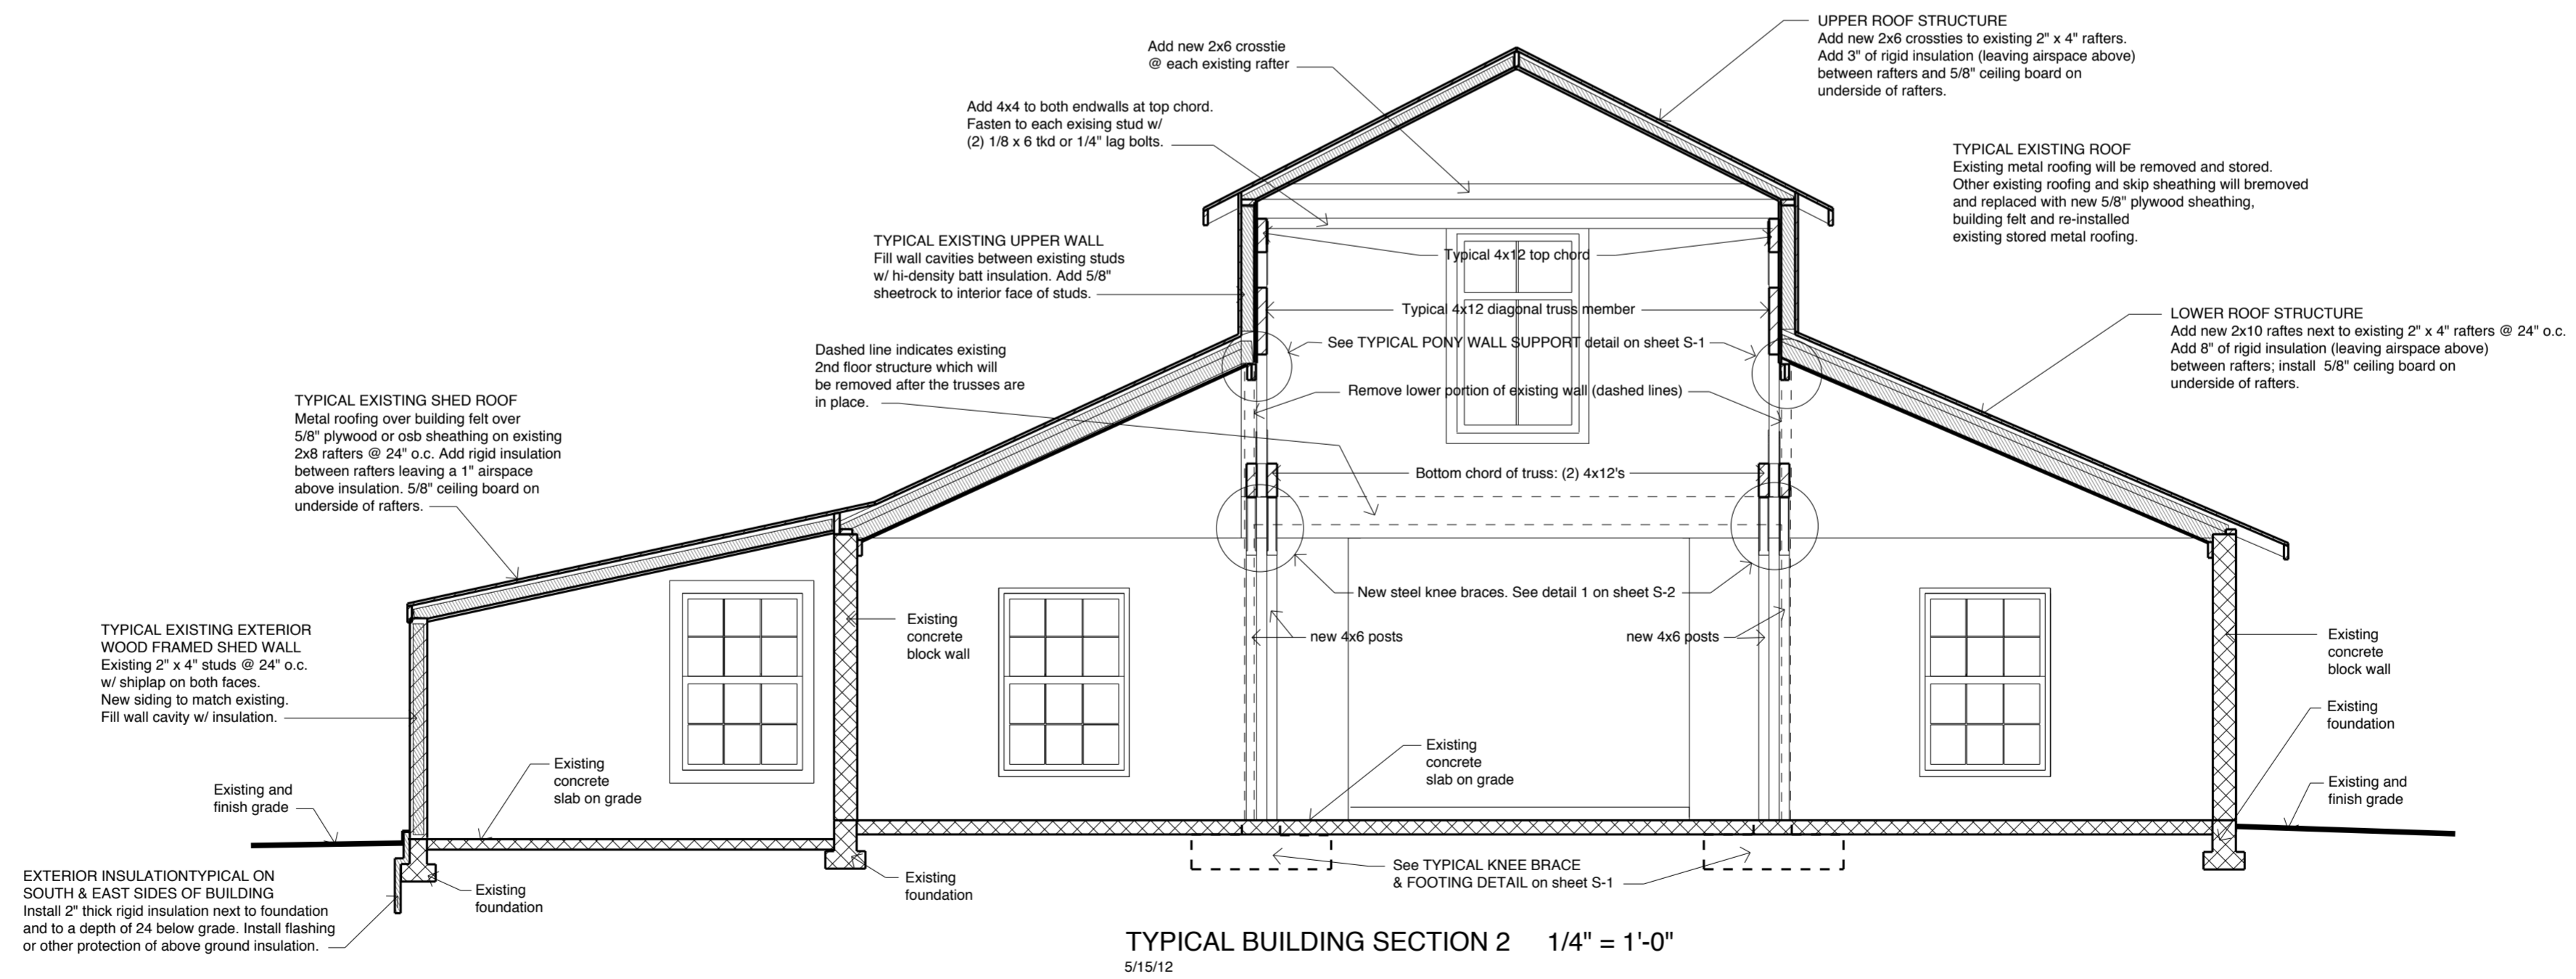 UPPER ROOF STRUCTURE
Add new 2x6 crossties to existing 2" x 4" rafters.
Add 3" of rigid insulation (leaving airspace above)
between rafters and 5/8" ceiling board on
underside of rafters.
Add new 2x6 crosstie
@ each existing rafter
Add 4x4 to both endwalls at top chord.
Fasten to each exising stud w/
(2) 1/8 x 6 tkd or 1/4" lag bolts.
TYPICAL EXISTING ROOF
Existing metal roofing will be removed and stored.
Other existing roofing and skip sheathing will bremoved
and replaced with new 5/8" plywood sheathing,
building felt and re-installed
existing stored metal roofing.
TYPICAL EXISTING UPPER WALL
Fill wall cavities between existing studs
w/ hi-density batt insulation. Add 5/8"
sheetrock to interior face of studs.
Typical 4x12 top chord
Typical 4x12 diagonal truss member
See TYPICAL PONY WALL SUPPORT detail on sheet S-1
Remove lower portion of existing wall (dashed lines)
LOWER ROOF STRUCTURE
Add new 2x10 raftes next to existing 2" x 4" rafters @ 24" o.c.
Add 8" of rigid insulation (leaving airspace above)
between rafters; install 5/8" ceiling board on
underside of rafters.
Dashed line indicates existing
2nd floor structure which will
be removed after the trusses are
in place.
TYPICAL EXISTING SHED ROOF
Metal roofing over building felt over
5/8" plywood or osb sheathing on existing
2x8 rafters @ 24" o.c. Add rigid insulation
between rafters leaving a 1" airspace
above insulation. 5/8" ceiling board on
underside of rafters.
Bottom chord of truss: (2) 4x12's
New steel knee braces. See detail 1 on sheet S-2
new 4x6 posts
new 4x6 posts
TYPICAL EXISTING EXTERIOR
WOOD FRAMED SHED WALL
Existing 2" x 4" studs @ 24" o.c.
w/ shiplap on both faces.
New siding to match existing.
Fill wall cavity w/ insulation.
Existing
concrete
block wall
Existing
concrete
block wall
Existing
foundation
Existing and
finish grade
Existing
concrete
slab on grade
Existing
concrete
slab on grade
Existing and
finish grade
EXTERIOR INSULATIONTYPICAL ON
SOUTH & EAST SIDES OF BUILDING
Install 2" thick rigid insulation next to foundation
and to a depth of 24 below grade. Install flashing
or other protection of above ground insulation.
Existing
foundation
Existing
foundation
See TYPICAL KNEE BRACE
& FOOTING DETAIL on sheet S-1
TYPICAL BUILDING SECTION 2 1/4" = 1'-0"
5/15/12